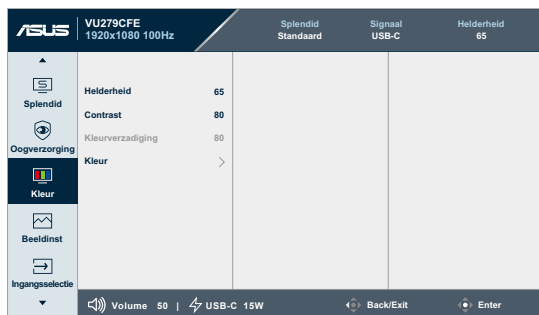 ASUS
VU279CFE
1920x1080 100Hz
Splendid
Standaard
Signaal
USB-C
Helderheid
65
Splendid
Oogverzorging
Kleur
Beeldinst
Ingangsselectie
Helderheid 65
Contrast 80
Kleurverzadiging 80
Kleur >
Volume 50 | USB-C 15W
Back/Exit
Enter